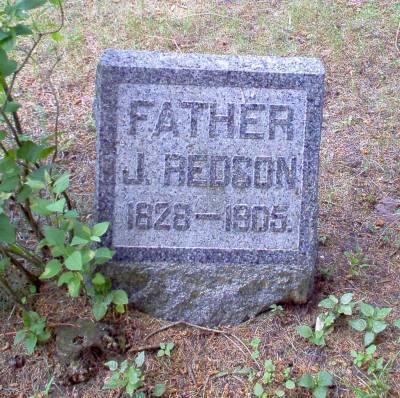 FATHER
J. REDSON
1828—1905.